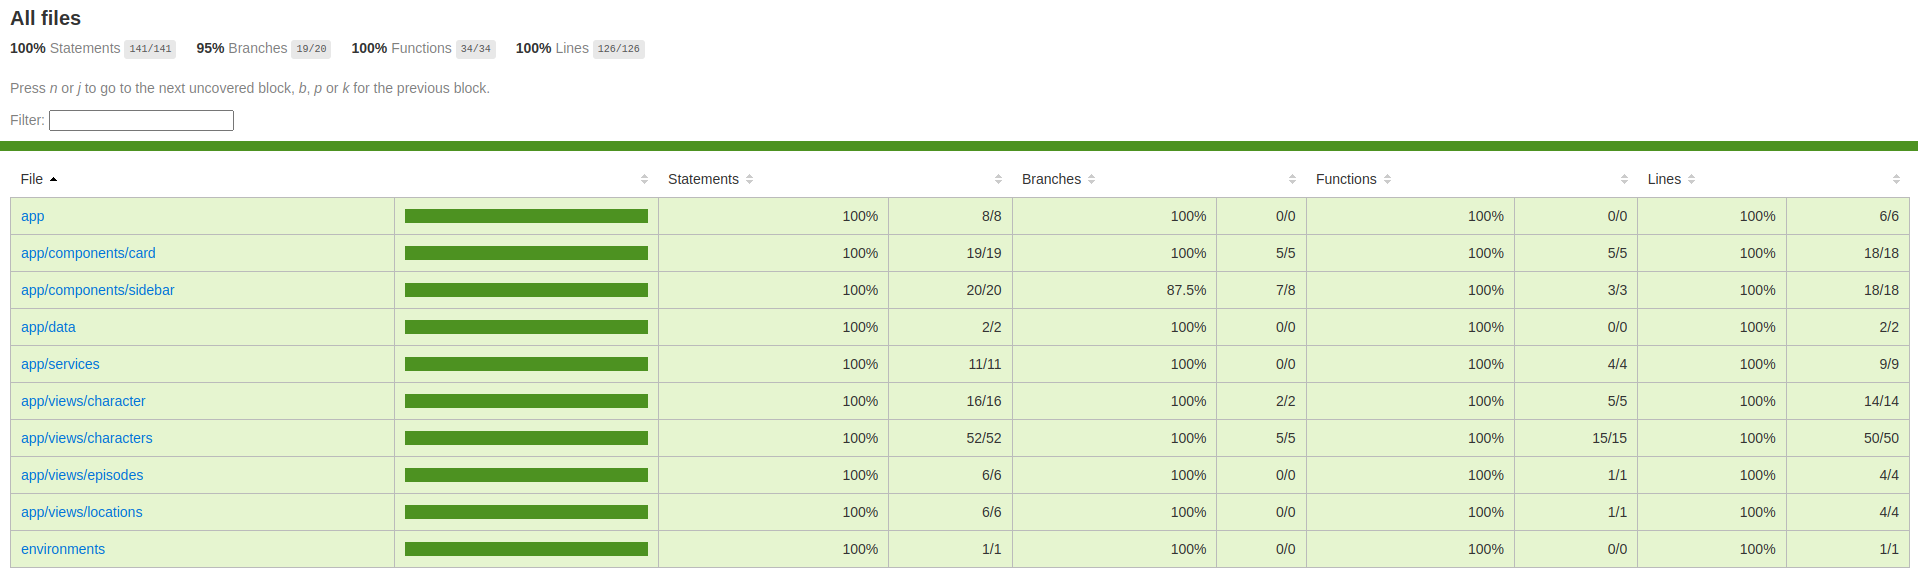 All files
100% Statements 141/141 95% Branches 19/20 100% Functions 34/34 100% Lines 126/126
Press n or j to go to the next uncovered block, b, p or k for the previous block.
Filter:
File Statements Branches Functions Lines
app 100% 8/8 100% 0/0 100% 0/0 100% 6/6
app/components/card 100% 19/19 100% 5/5 100% 5/5 100% 18/18
app/components/sidebar 100% 20/20 87.5% 7/8 100% 3/3 100% 18/18
app/data 100% 2/2 100% 0/0 100% 0/0 100% 2/2
app/services 100% 11/11 100% 0/0 100% 4/4 100% 9/9
app/views/character 100% 16/16 100% 2/2 100% 5/5 100% 14/14
app/views/characters 100% 52/52 100% 5/5 100% 15/15 100% 50/50
app/views/episodes 100% 6/6 100% 0/0 100% 1/1 100% 4/4
app/views/locations 100% 6/6 100% 0/0 100% 1/1 100% 4/4
environments 100% 1/1 100% 0/0 100% 0/0 100% 1/1